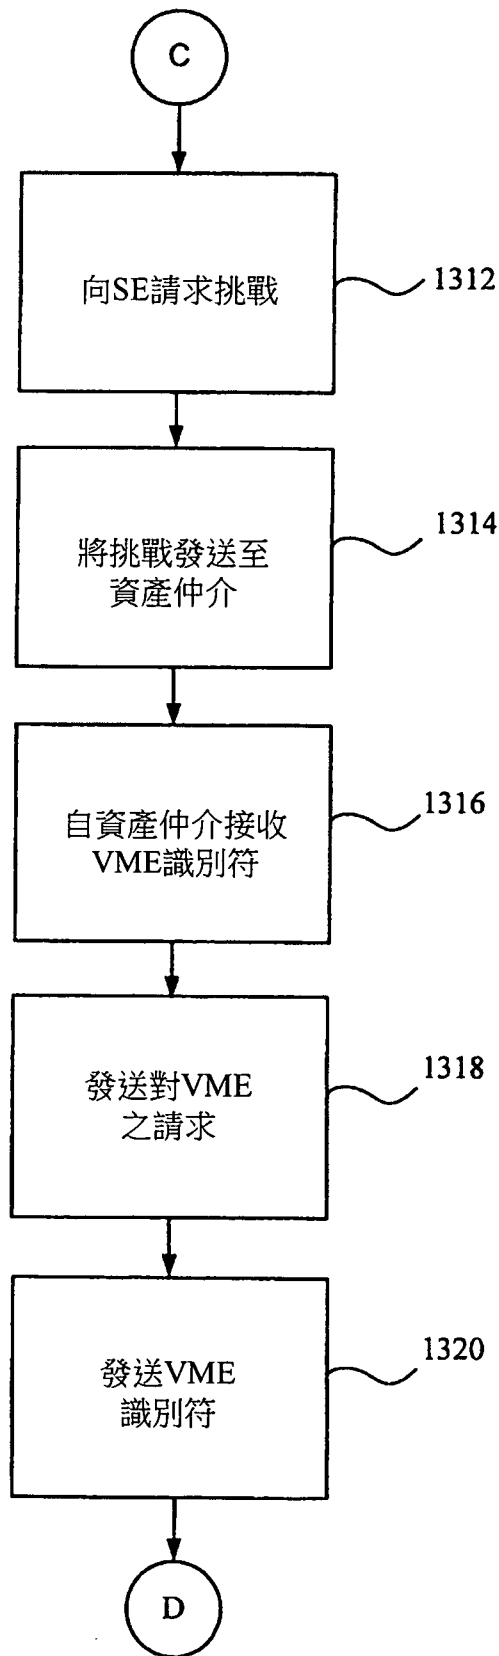 C
向SE請求挑戰
1312
將挑戰發送至
資產仲介
1314
自資產仲介接收
VME識別符
1316
發送對VME
之請求
1318
發送VME
識別符
1320
D